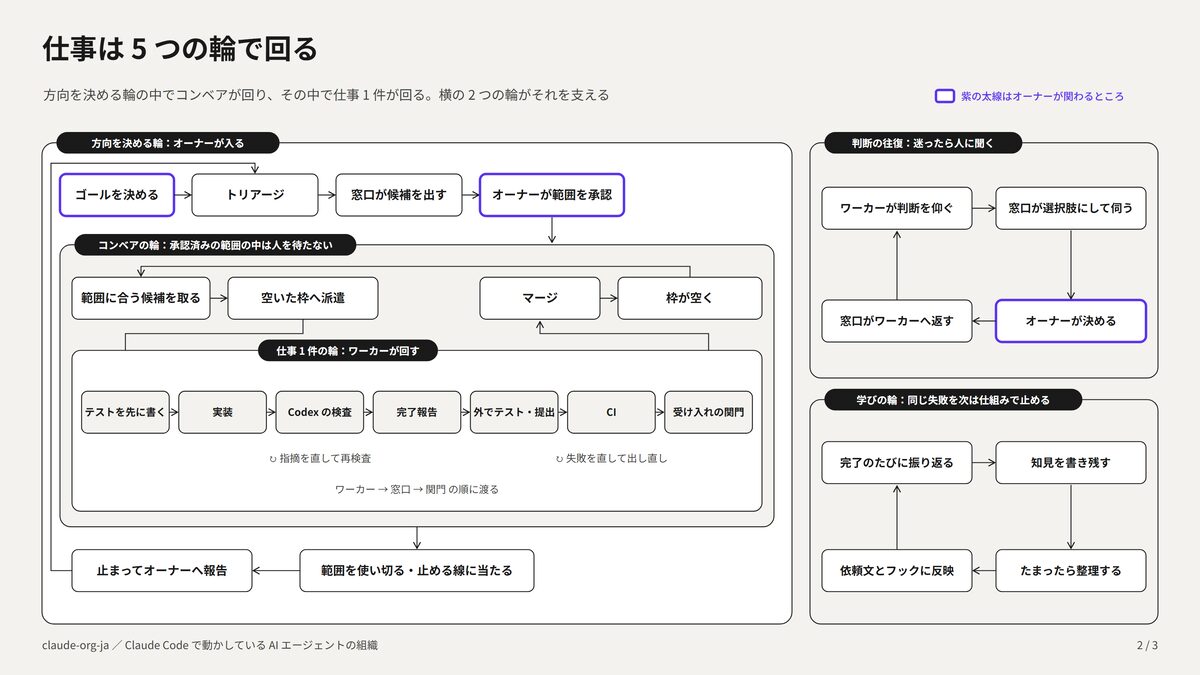 仕事は 5 つの輪で回る
方向を決める輪の中でコンベアが回り、その中で仕事 1 件が回る。横の 2 つの輪がそれを支える
紫の太線はオーナーが関わるところ
方向を決める輪：オーナーが入る
ゴールを決める
トリアージ
窓口が候補を出す
オーナーが範囲を承認
コンベアの輪：承認済みの範囲の中は人を待たない
範囲に合う候補を取る
空いた枠へ派遣
マージ
枠が空く
仕事 1 件の輪：ワーカーが回す
テストを先に書く
実装
Codex の検査
完了報告
外でテスト・提出
CI
受け入れの関門
↻ 指摘を直して再検査
↻ 失敗を直して出し直し
ワーカー → 窓口 → 関門 の順に渡る
止まってオーナーへ報告
範囲を使い切る・止める線に当たる
判断の往復：迷ったら人に聞く
ワーカーが判断を仰ぐ
窓口が選択肢にして伺う
窓口がワーカーへ返す
オーナーが決める
学びの輪：同じ失敗を次は仕組みで止める
完了のたびに振り返る
知見を書き残す
依頼文とフックに反映
たまったら整理する
claude-org-ja ／ Claude Code で動かしている AI エージェントの組織
2 / 3